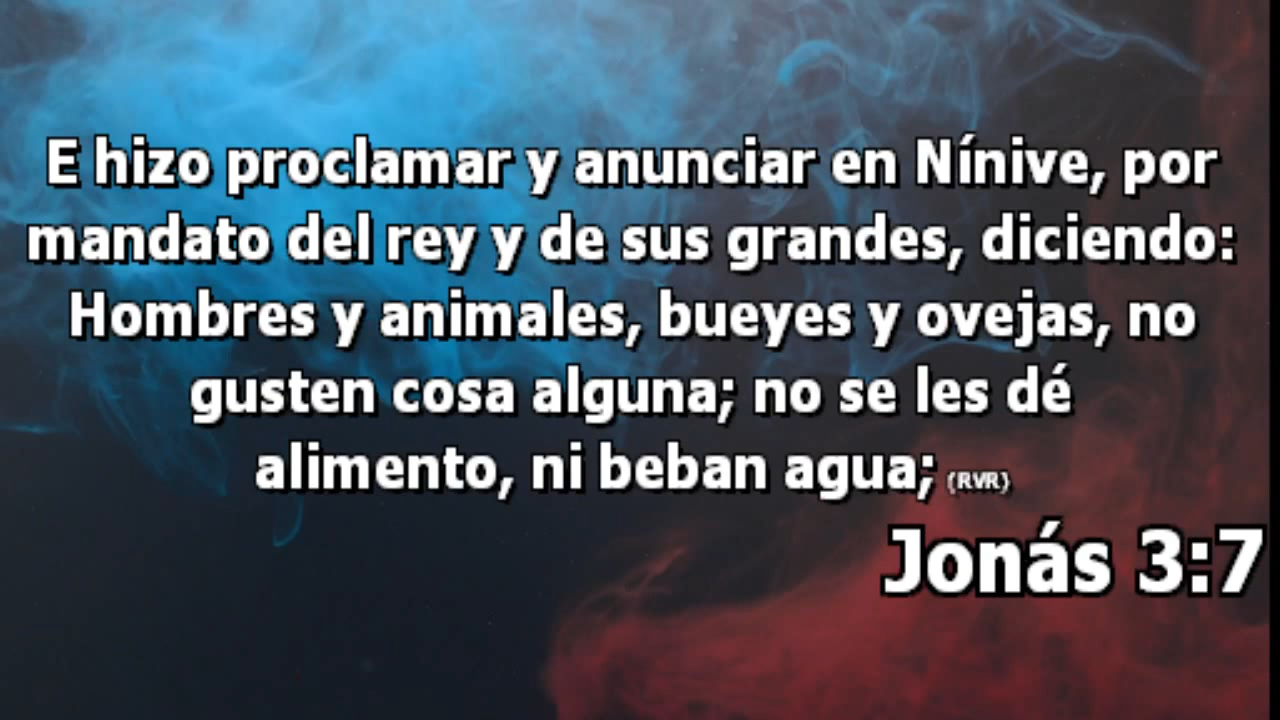 E hizo proclamar y anunciar en Nínive, por
mandato del rey y de sus grandes, diciendo:
Hombres y animales, bueyes y ovejas, no
gusten cosa alguna; no se les dé
alimento, ni beban agua; (RVR)
Jonás 3:7